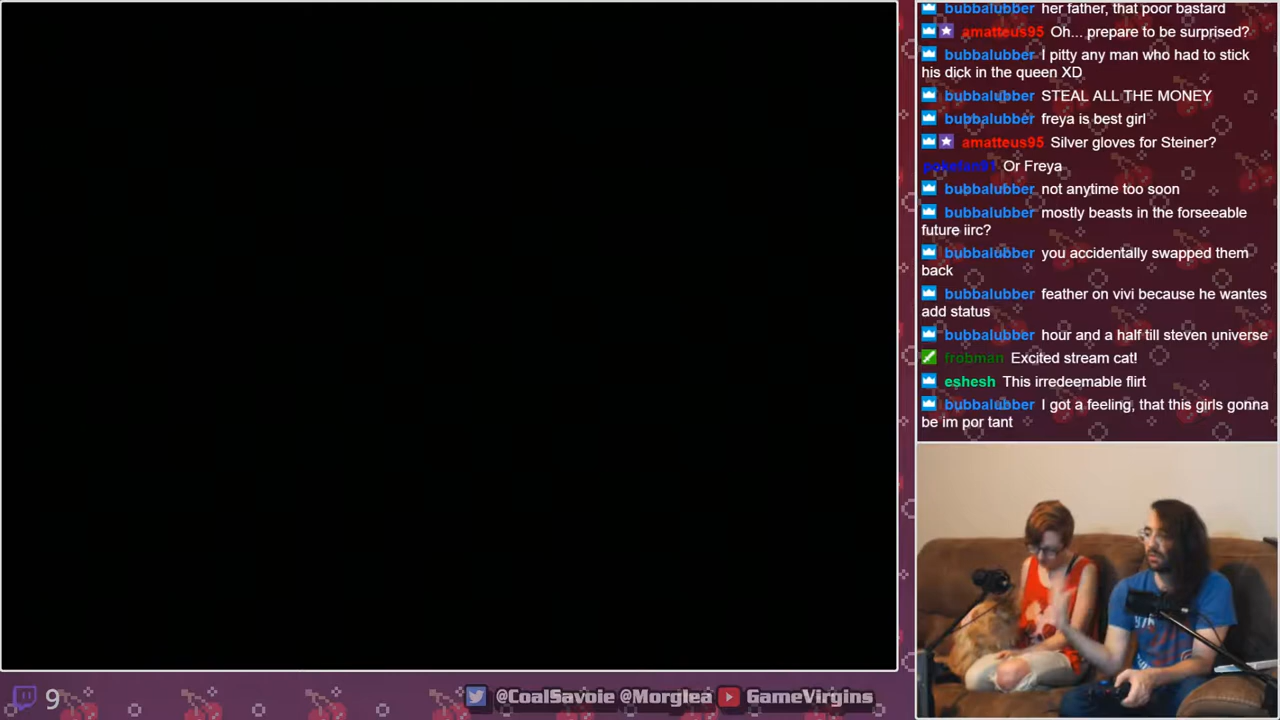 bubbalubber her father, that poor bastard
amatteus95 Oh... prepare to be surprised?
bubbalubber I pitty any man who had to stick
his dick in the queen XD
bubbalubber STEAL ALL THE MONEY
bubbalubber freya is best girl
amatteus95 Silver gloves for Steiner?
pokefan91 Or Freya
bubbalubber not anytime too soon
bubbalubber mostly beasts in the forseeable
future iirc?
bubbalubber you accidentally swapped them
back
bubbalubber feather on vivi because he wantes
add status
bubbalubber hour and a half till steven universe
frobman Excited stream cat!
eshesh This irredeemable flirt
bubbalubber I got a feeling, that this girls gonna
be im por tant
9 @CoalSavoie @Morglea GameVirgins